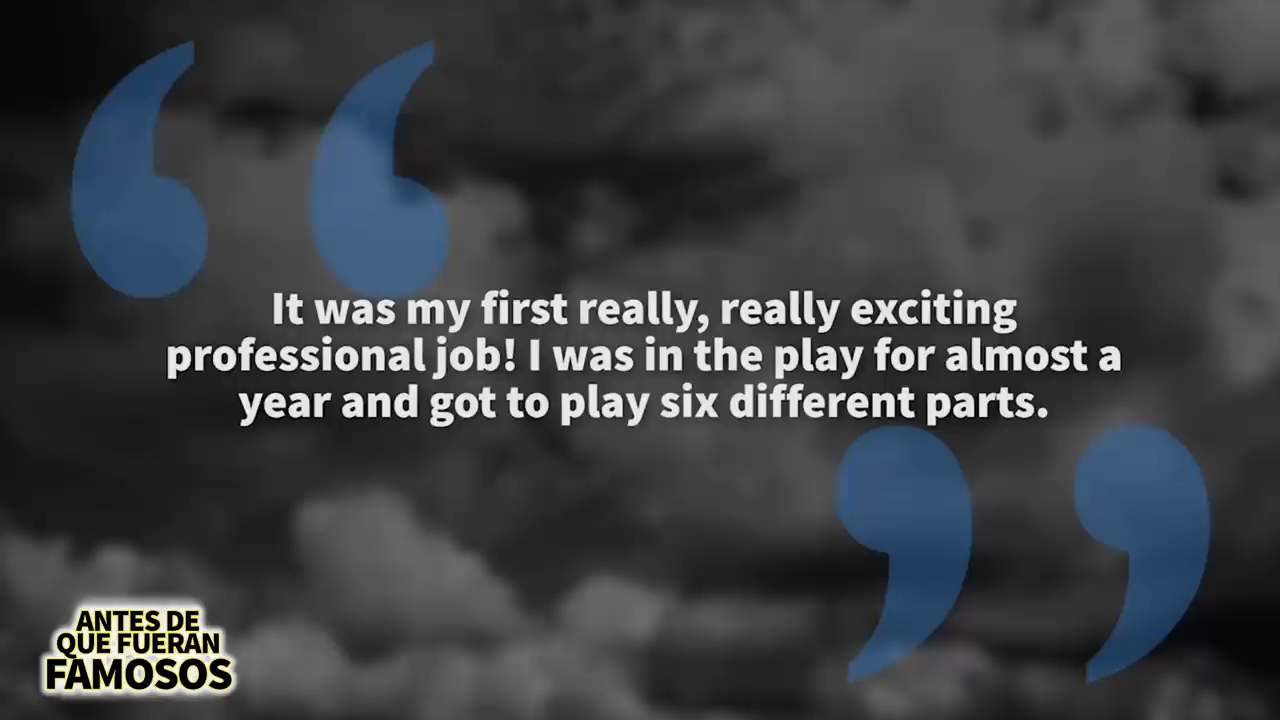 It was my first really, really exciting
professional job! I was in the play for almost a
year and got to play six different parts.
ANTES DE
QUE FUERAN
FAMOSOS